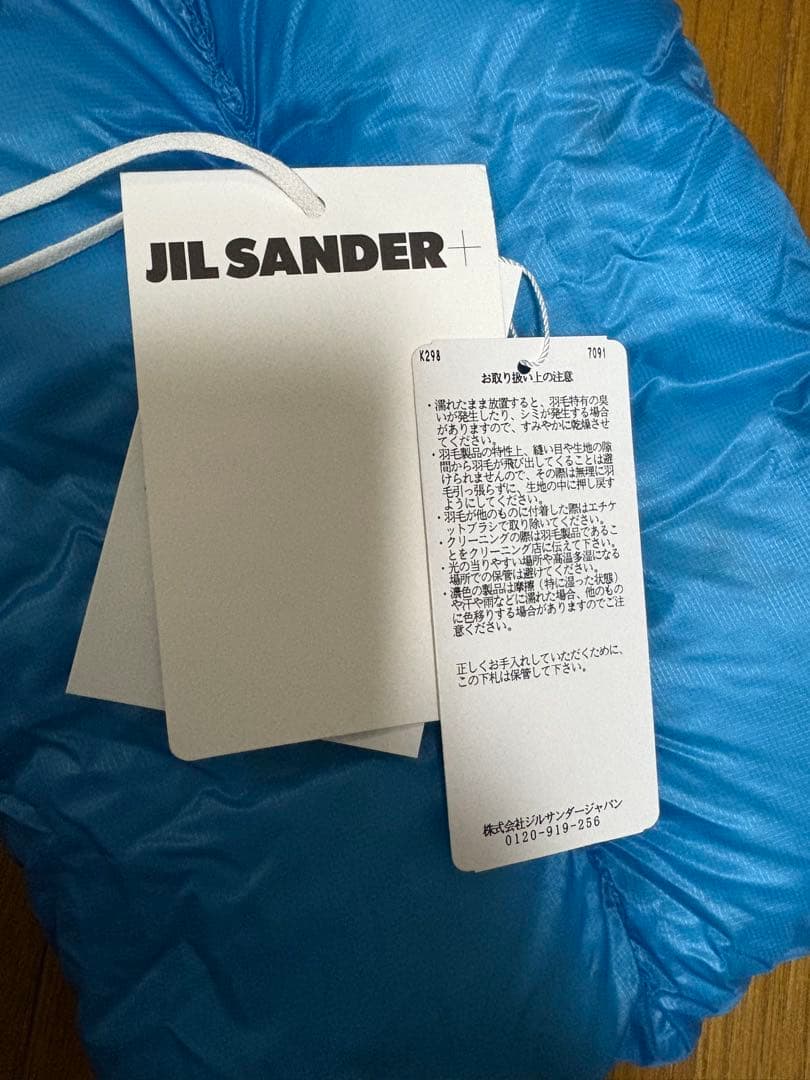 JIL SANDER+
K298 7091
お取り扱い上の注意
・濡れたまま放置すると、羽毛特有の臭
いが発生したり、シミが発生する場合
がありますので、すみやかに乾燥させ
てください。
・羽毛製品の特性上、縫い目や生地の隙
間から羽毛が飛び出してくることは避
けられませんので、その際は無理に羽
毛引っ張らずに、生地の中に押し戻す
ようにしてください。
・羽毛が他のものに付着した際はエチケ
ットブラシで取り除いてください。
・クリーニングの際は羽毛製品であるこ
とをクリーニング店に伝えて下さい。
・光の当りやすい場所や高温多湿になる
場所での保管は避けてください。
・濃色の製品は摩擦（特に湿った状態）
や汗や雨などに濡れた場合、他のもの
に色移りする場合がありますのでご注
意ください。
正しくお手入れしていただくために、
この下札は保管して下さい。
株式会社ジルサンダージャパン
0120-919-256